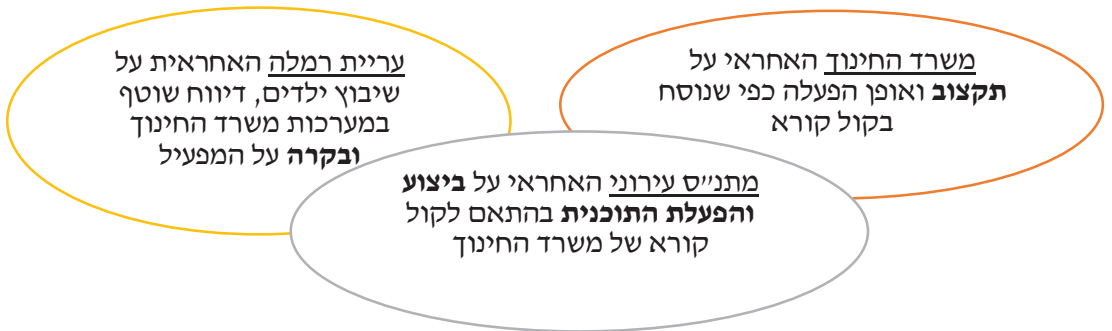 משרד החינוך האחראי על
תקצוב ואופן הפעלה כפי שנוסח
בקול קורא
עריית רמלה האחראית על
שיבוץ ילדים, דיווח שוטף
במערכות משרד החינוך
ובקרה על המפעיל
מתנ״ס עירוני האחראי על ביצוע
והפעלת התוכנית בהתאם לקול
קורא של משרד החינוך